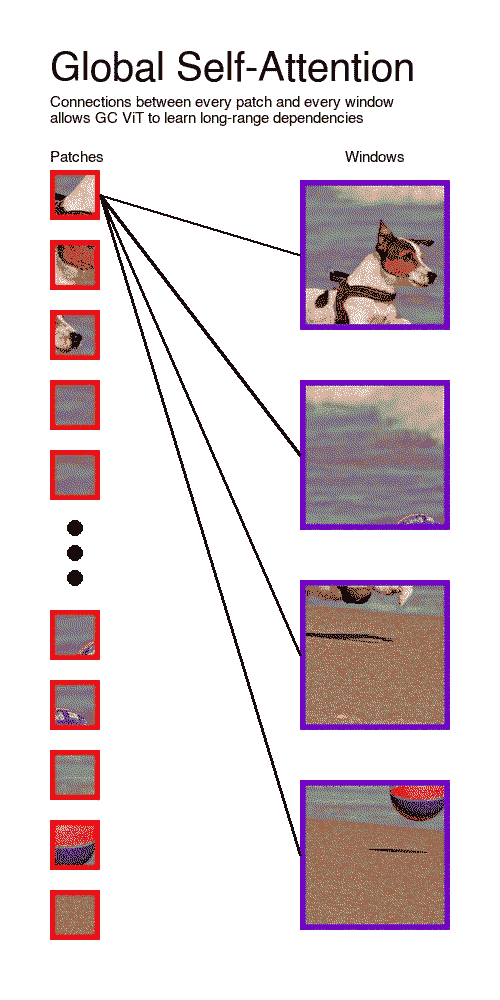 Global Self-Attention
Connections between every patch and every window
allows GC ViT to learn long-range dependencies
Patches
Windows